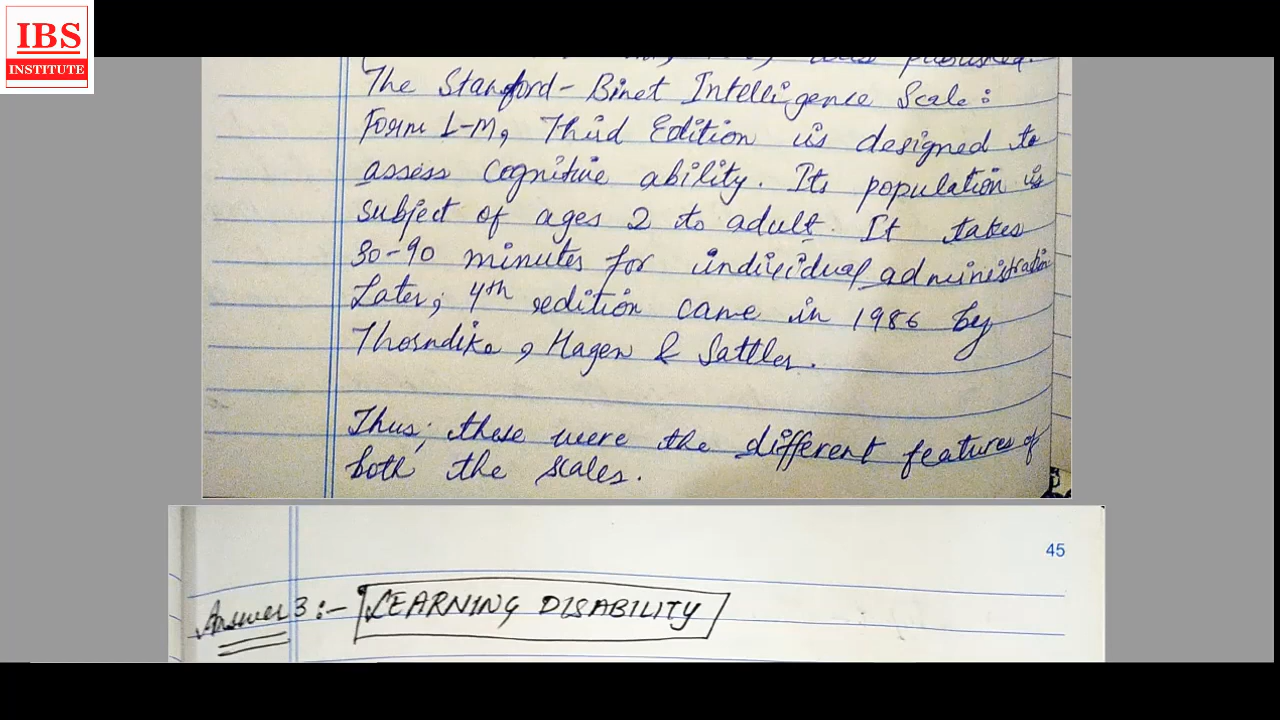 IBS
INSTITUTE
was published.
The Stanford-Binet Intelligence Scale:
Form L-M, Third Edition is designed to
assess cognitive ability. Its population is
subject of ages 2 to adult. It takes
30-90 minutes for individual administration
Later, 4th edition came in 1986 by
Thorndike, Hagen & Sattler.
Thus, these were the different features of
both the scales.
45
Answer 3:- LEARNING DISABILITY